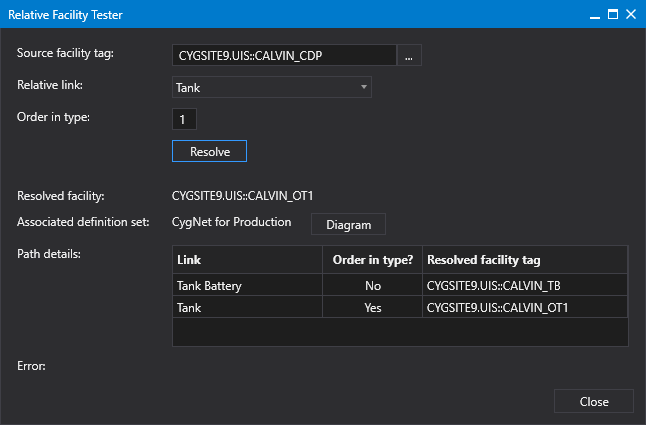 Relative Facility Tester
Source facility tag: CYGSITE9.UIS::CALVIN_CDP ...
Relative link: Tank
Order in type: 1
Resolve
Resolved facility: CYGSITE9.UIS::CALVIN_OT1
Associated definition set: CygNet for Production Diagram
Path details: Link Order in type? Resolved facility tag
Tank Battery No CYGSITE9.UIS::CALVIN_TB
Tank Yes CYGSITE9.UIS::CALVIN_OT1
Error:
Close